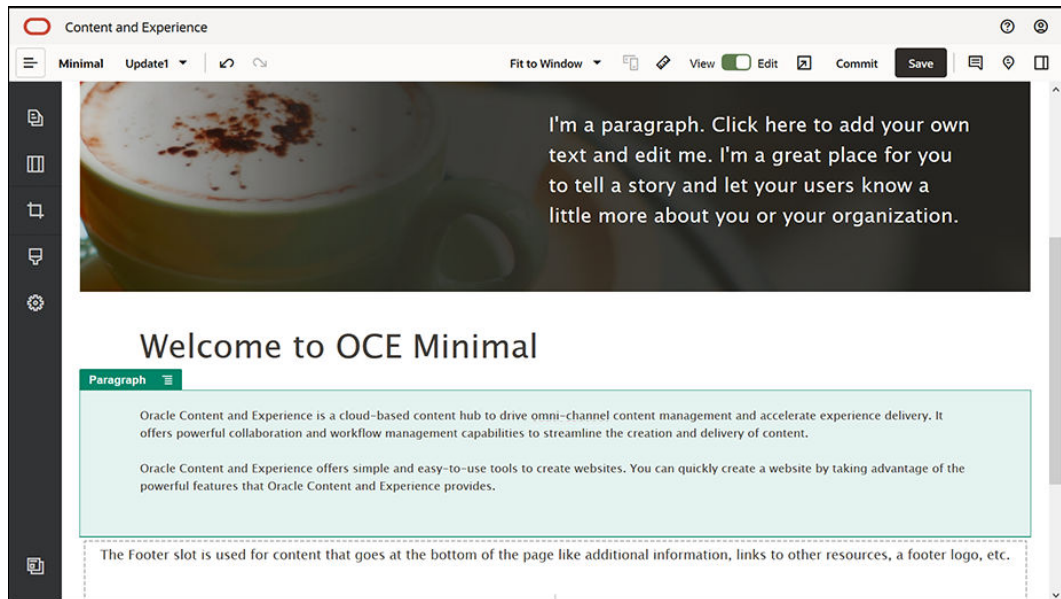 Content and Experience
Minimal
Update1
Fit to Window
View
Edit
Commit
Save
I'm a paragraph. Click here to add your own
text and edit me. I'm a great place for you
to tell a story and let your users know a
little more about you or your organization.
Welcome to OCE Minimal
Paragraph
Oracle Content and Experience is a cloud-based content hub to drive omni-channel content management and accelerate experience delivery. It
offers powerful collaboration and workflow management capabilities to streamline the creation and delivery of content.
Oracle Content and Experience offers simple and easy-to-use tools to create websites. You can quickly create a website by taking advantage of the
powerful features that Oracle Content and Experience provides.
The Footer slot is used for content that goes at the bottom of the page like additional information, links to other resources, a footer logo, etc.